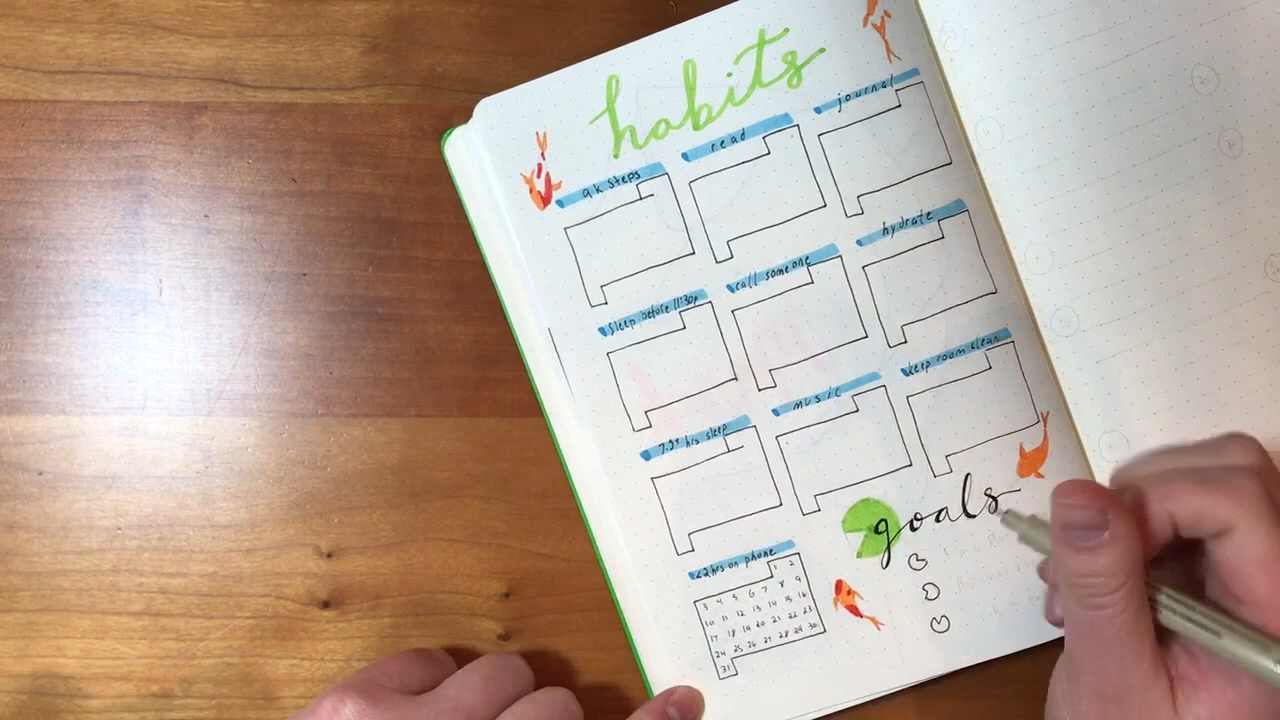 habits
9k steps
read
journal
sleep before 11:30p
call someone
hydrate
7-9+ hrs sleep
music
keep room clean
<2hrs on phone
1 2
3 4 5 6 7 8 9
10 11 12 13 14 15 16
17 18 19 20 21 22 23
24 25 26 27 28 29 30
31
goals